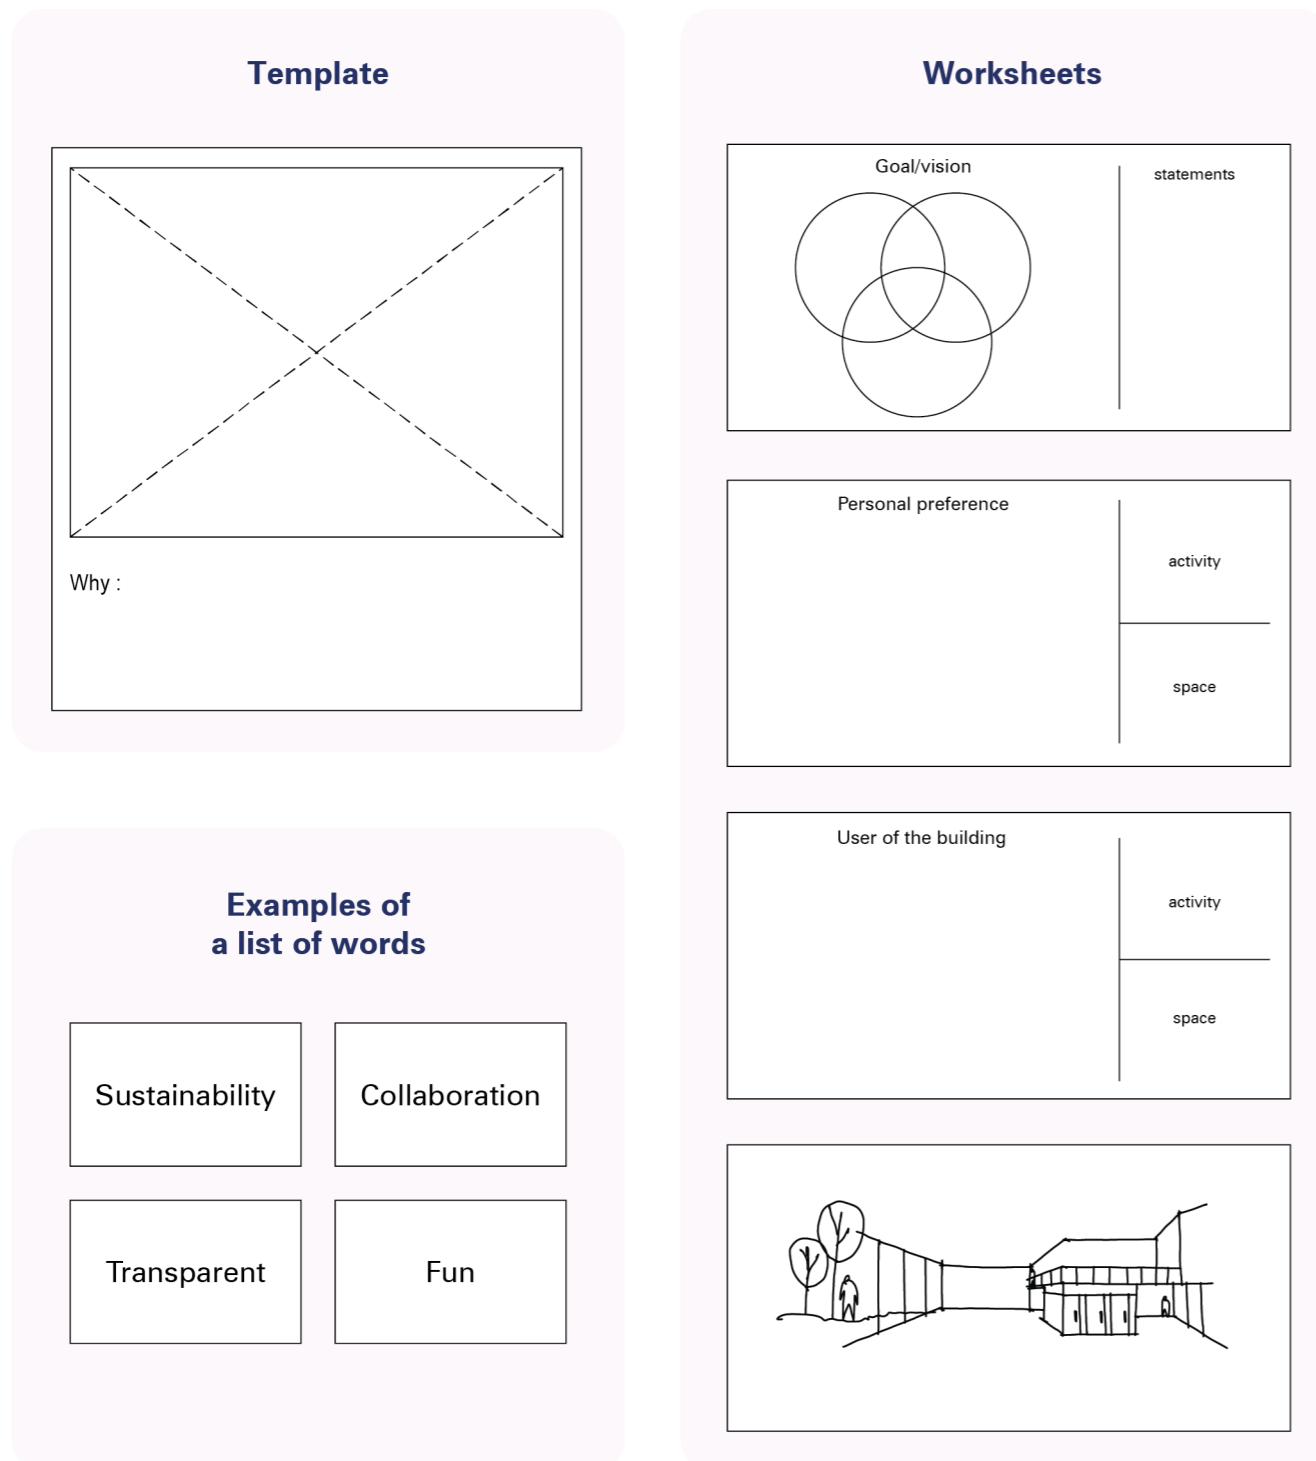 Template
Why :
Examples of
a list of words
Sustainability
Collaboration
Transparent
Fun
Worksheets
Goal/vision
statements
Personal preference
activity
space
User of the building
activity
space